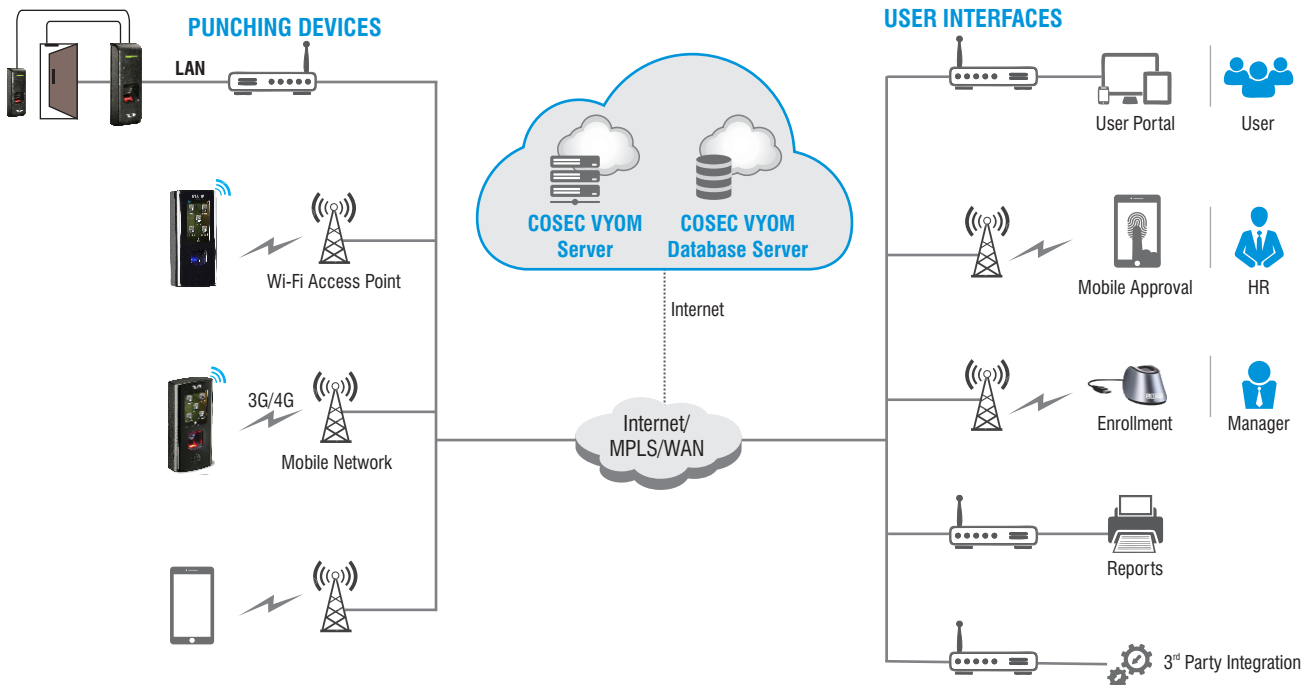 PUNCHING DEVICES
LAN
Wi-Fi Access Point
3G/4G
Mobile Network
COSEC VYOM
Server
COSEC VYOM
Database Server
Internet
Internet/
MPLS/WAN
USER INTERFACES
User Portal
User
Mobile Approval
HR
Enrollment
Manager
Reports
3rd Party Integration